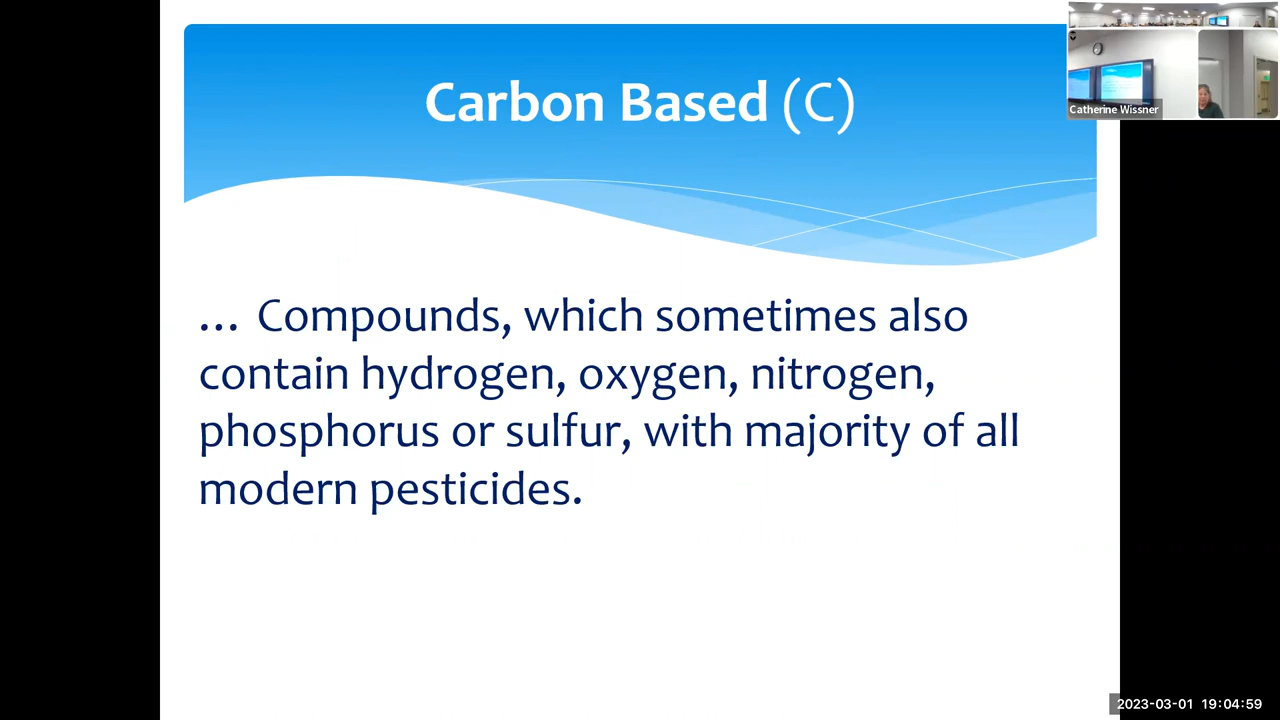 Carbon Based (C)
Catherine Wissner
... Compounds, which sometimes also
contain hydrogen, oxygen, nitrogen,
phosphorus or sulfur, with majority of all
modern pesticides.
2023-03-01 19:04:59